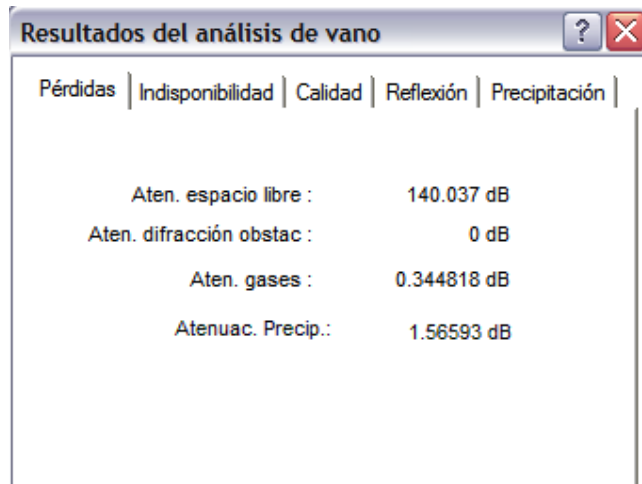 Resultados del análisis de vano
Pérdidas Indisponibilidad Calidad Reflexión Precipitación
Aten. espacio libre : 140.037 dB
Aten. difracción obstac : 0 dB
Aten. gases : 0.344818 dB
Atenuac. Precip.: 1.56593 dB